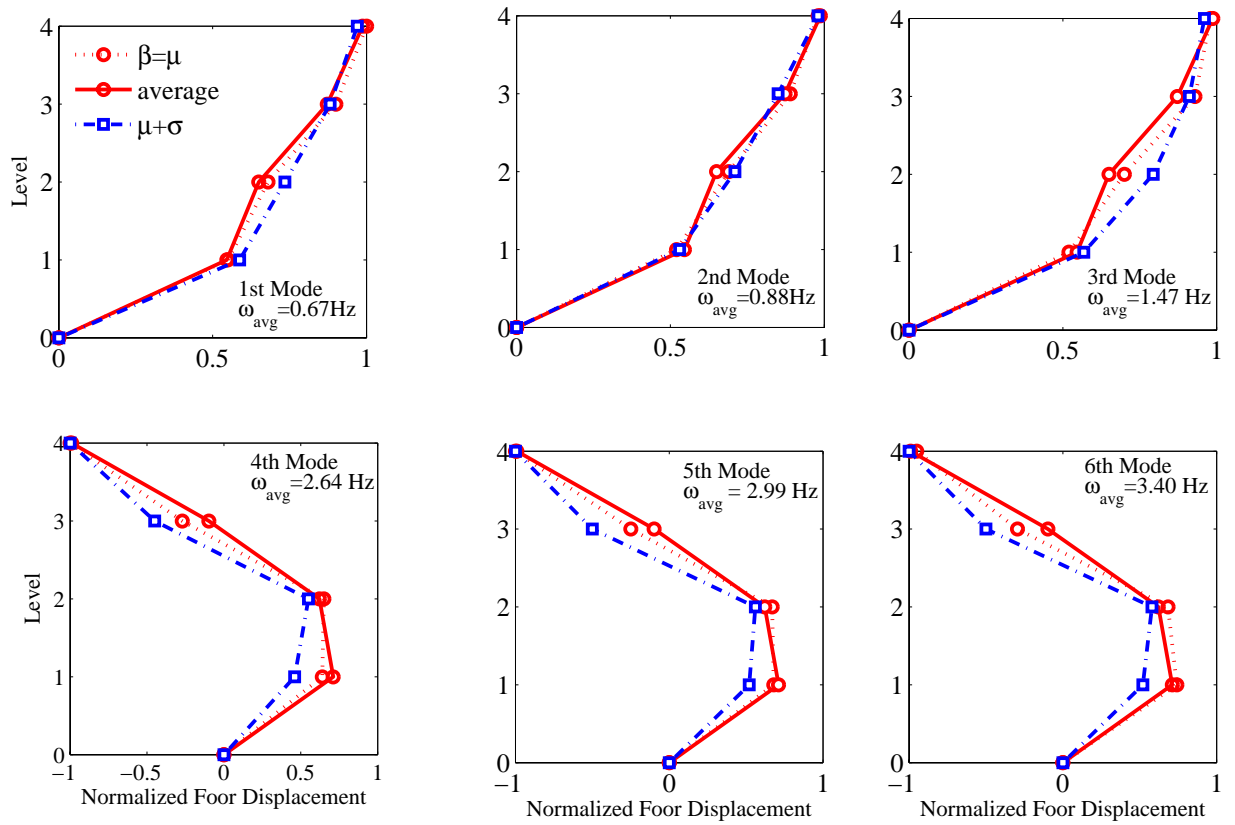 4
3
2
1
0
Level
β=μ
average
μ+σ
1st Mode
ω_avg=0.67Hz
0
0.5
1
4
3
2
1
0
2nd Mode
ω_avg=0.88Hz
0
0.5
1
4
3
2
1
0
3rd Mode
ω_avg=1.47 Hz
0
0.5
1
4
3
2
1
0
Level
4th Mode
ω_avg=2.64 Hz
−1
−0.5
0
0.5
1
Normalized Foor Displacement
4
3
2
1
0
5th Mode
ω_avg = 2.99 Hz
−1
0
1
Normalized Foor Displacement
4
3
2
1
0
6th Mode
ω_avg=3.40 Hz
−1
0
1
Normalized Foor Displacement